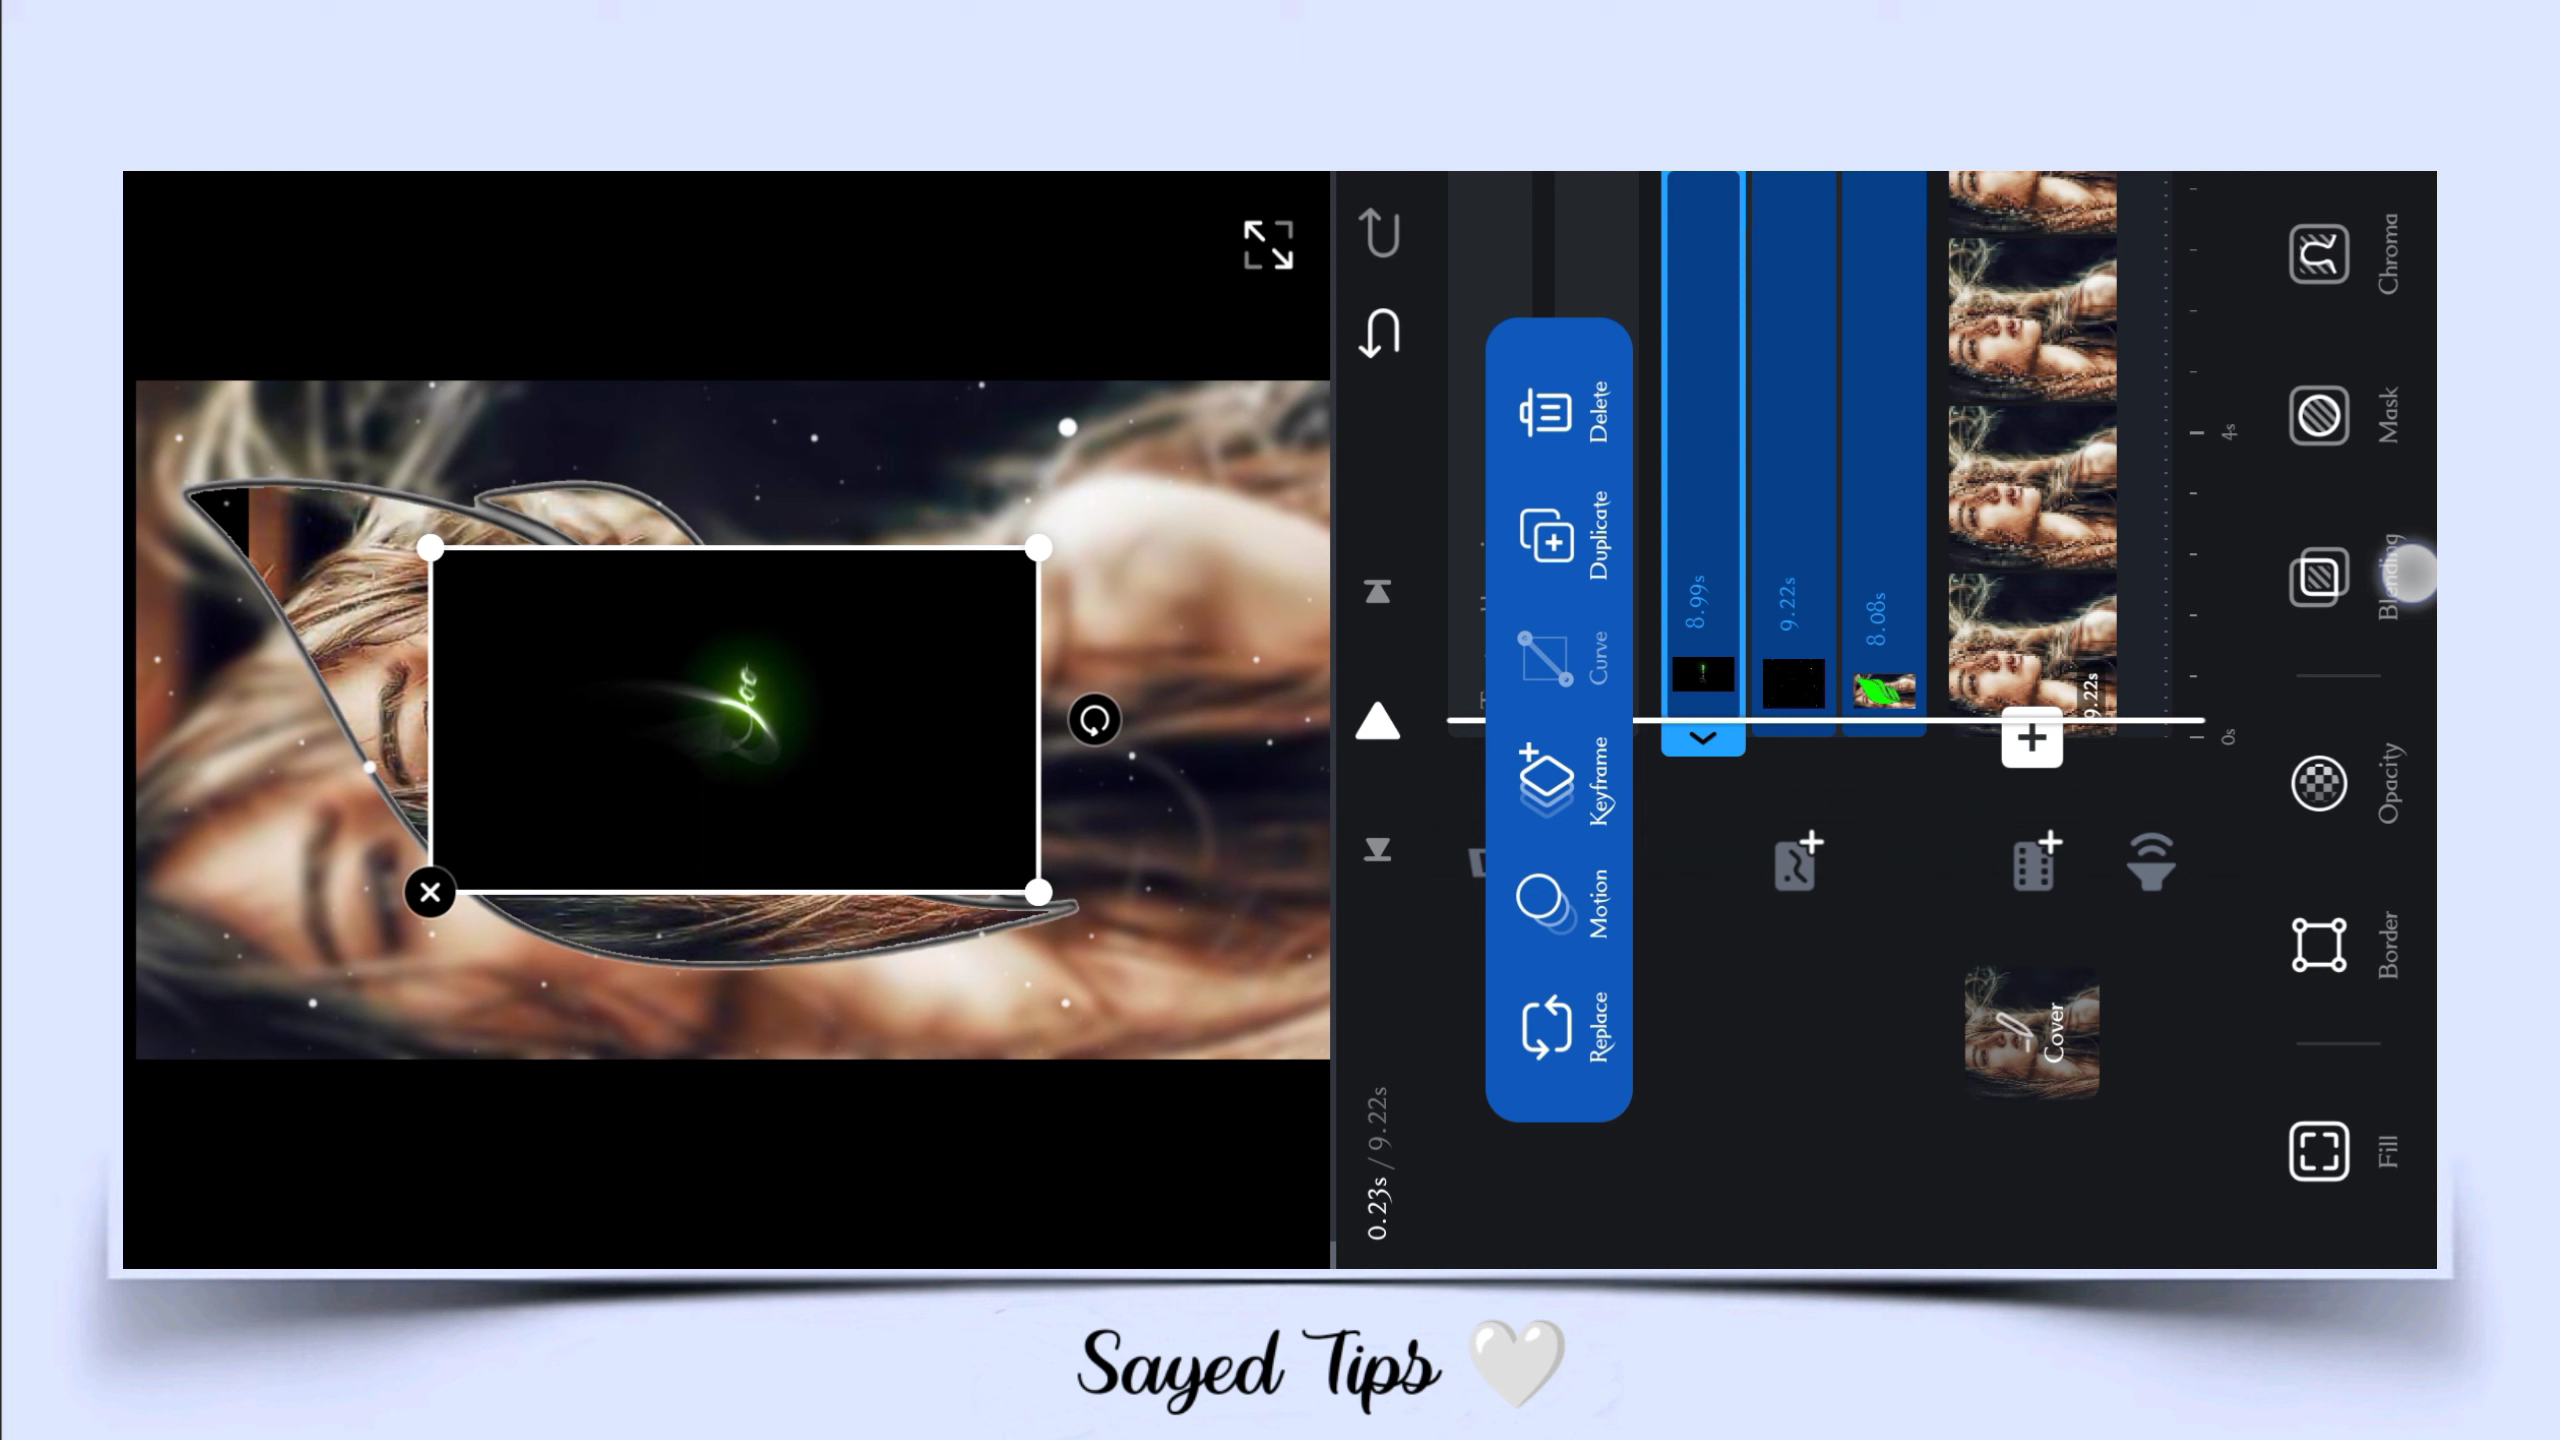 0.23s / 9.22s
Replace
Motion
Keyframe
Curve
Duplicate
Delete
8.99s
9.22s
8.08s
Cover
9.22s
0s
4s
Fill
Border
Opacity
Blending
Mask
Chroma
Sayed Tips 🤍